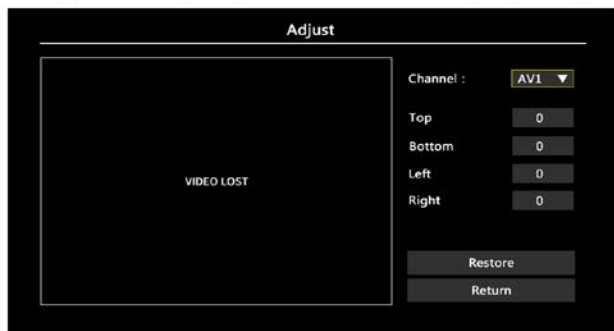 Adjust
Channel : AV1 ▼
Top 0
Bottom 0
VIDEO LOST
Left 0
Right 0
Restore
Return